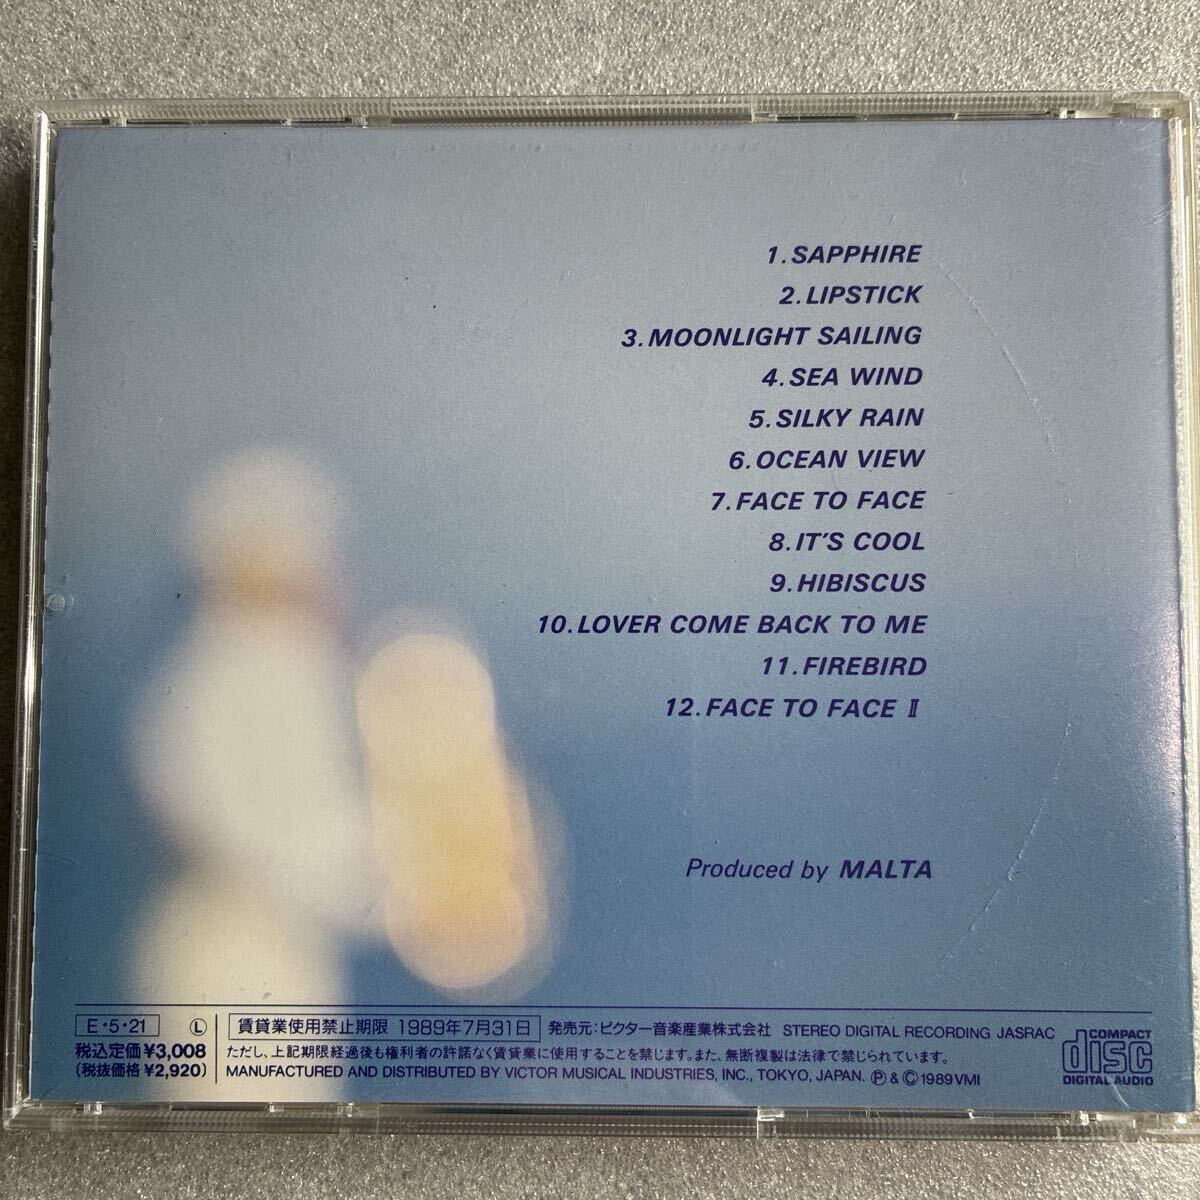 1.SAPPHIRE
2.LIPSTICK
3.MOONLIGHT SAILING
4.SEA WIND
5.SILKY RAIN
6.OCEAN VIEW
7.FACE TO FACE
8.IT'S COOL
9.HIBISCUS
10.LOVER COME BACK TO ME
11.FIREBIRD
12.FACE TO FACE Ⅱ
Produced by MALTA
E・5・21 Ⓛ 賃貸業使用禁止期限 1989年7月31日 発売元:ビクター音楽産業株式会社 STEREO DIGITAL RECORDING JASRAC
税込定価¥3,008 ただし、上記期限経過後も権利者の許諾なく賃貸業に使用することを禁じます。また、無断複製は法律で禁じられています。
(税抜価格¥2,920) MANUFACTURED AND DISTRIBUTED BY VICTOR MUSICAL INDUSTRIES, INC., TOKYO, JAPAN. Ⓟ & Ⓒ 1989 VMI
COMPACT
disc
DIGITAL AUDIO